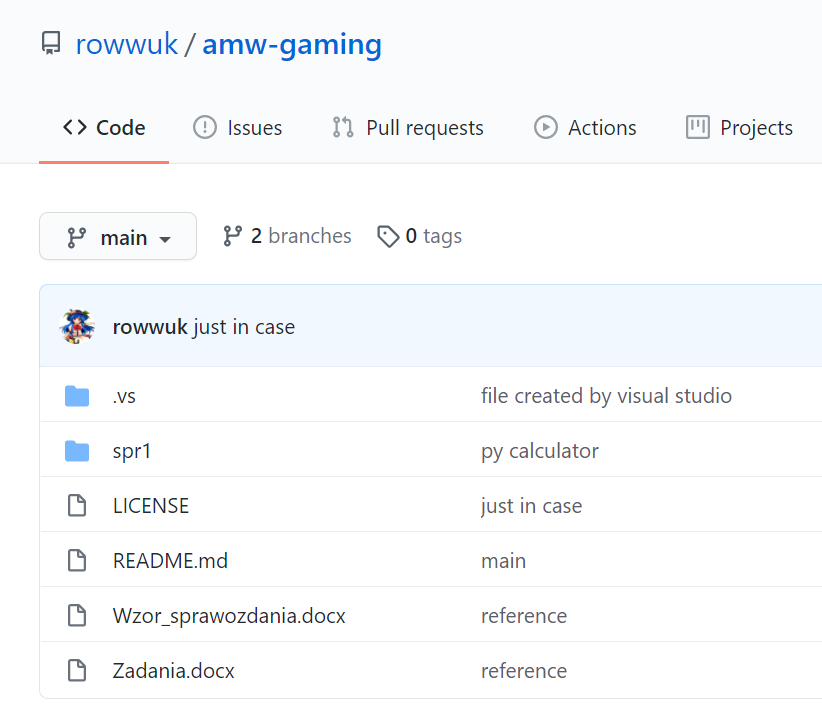 rowwuk / amw-gaming
Code Issues Pull requests Actions Projects
main 2 branches 0 tags
rowwuk just in case
.vs file created by visual studio
spr1 py calculator
LICENSE just in case
README.md main
Wzor_sprawozdania.docx reference
Zadania.docx reference